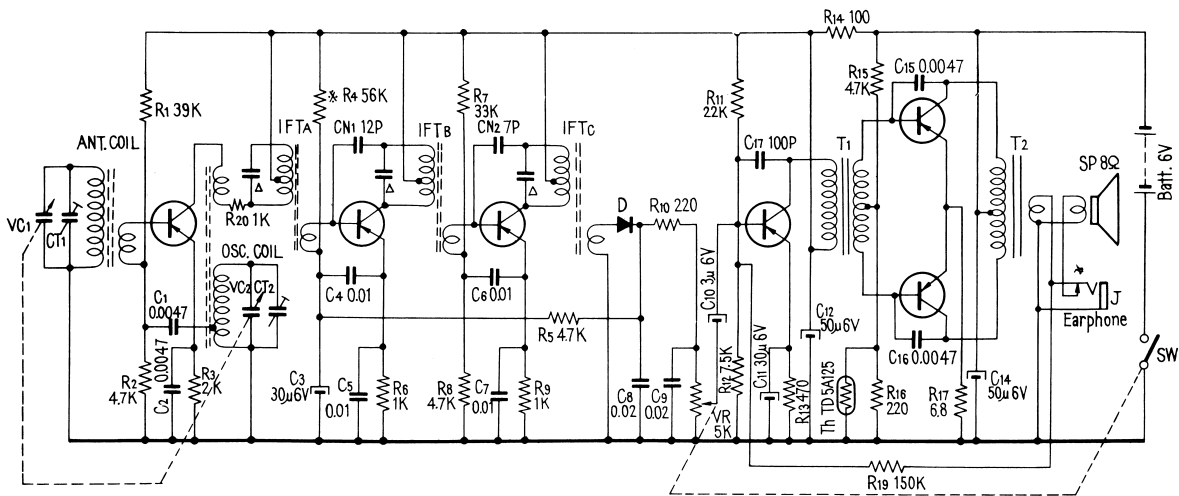 R14 100
R1 39K
※ R4 56K
R7 33K
R11 22K
R15 4.7K
C15 0.0047
ANT. COIL
IFTA
CN1 12P
IFTB
CN2 7P
IFTC
C17 100P
T1
T2
SP 8Ω
Batt. 6V
△
△
△
VC1
CT1
R20 1K
D
R10 220
OSC. COIL
VC2
CT2
C1 0.0047
C4 0.01
C6 0.01
C10 3μ 6V
C12 50μ6V
J
Earphone
R5 4.7K
C16 0.0047
SW
R2 4.7K
C2 0.0047
R3 2K
C3 30μ6V
C5 0.01
R6 1K
R8 4.7K
C7 0.01
R9 1K
C8 0.02
C9 0.02
VR 5K
R12 7.5K
C11 30μ 6V
R13 470
Th TD5A125
R16 220
R17 6.8
C14 50μ6V
R19 150K